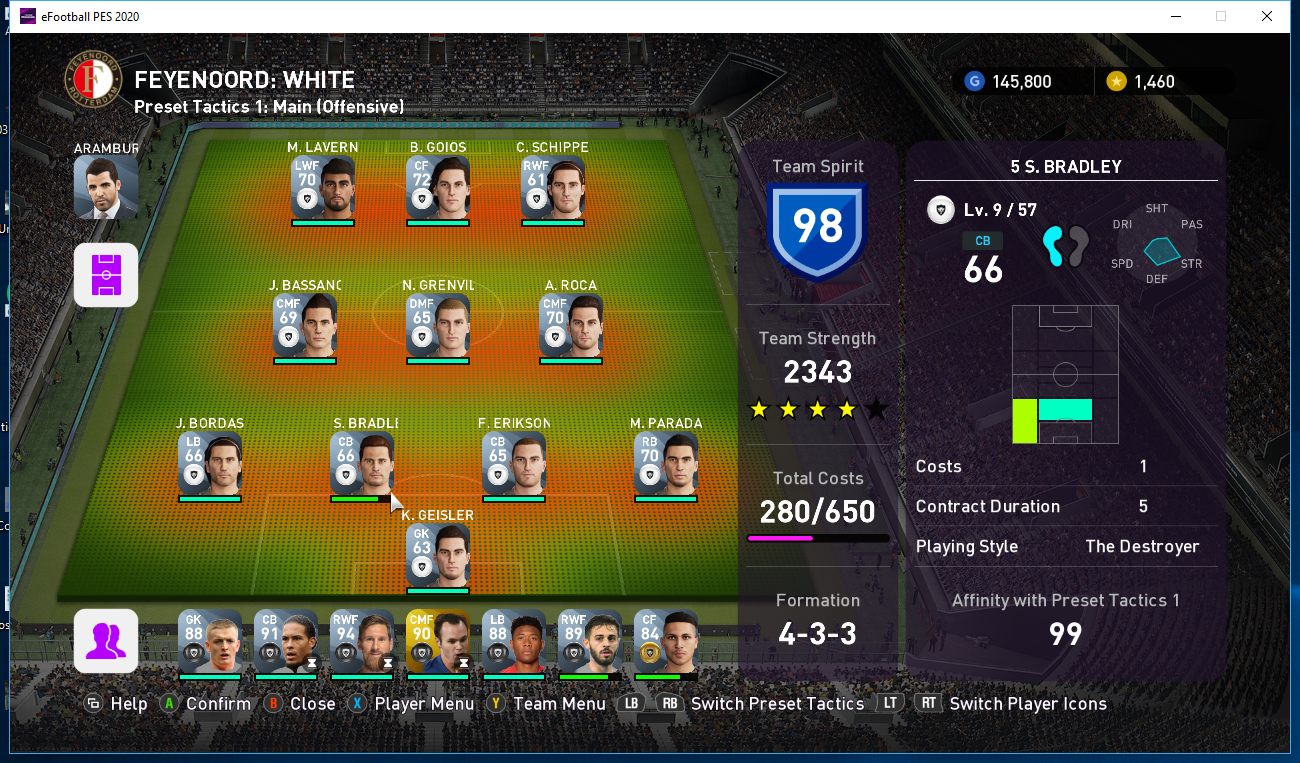 eFootball PES 2020
FEYENOORD: WHITE
Preset Tactics 1: Main (Offensive)
G 145,800
1,460
ARAMBUR
M. LAVERN
LWF
70
B. GOIOS
CF
72
C. SCHIPPE
RWF
61
J. BASSANO
CMF
69
N. GRENVIL
DMF
65
A. ROCA
CMF
70
J. BORDAS
LB
66
S. BRADLE
CB
66
F. ERIKSON
CB
65
M. PARADA
RB
70
K. GEISLER
GK
63
GK
88
CB
91
RWF
94
CMF
90
LB
88
RWF
89
CF
84
Team Spirit
98
Team Strength
2343
Total Costs
280/650
Formation
4-3-3
5 S. BRADLEY
Lv. 9 / 57
CB
66
SHT
DRI
PAS
SPD
STR
DEF
Costs 1
Contract Duration 5
Playing Style The Destroyer
Affinity with Preset Tactics 1
99
Help A Confirm B Close X Player Menu Y Team Menu LB RB Switch Preset Tactics LT RT Switch Player Icons